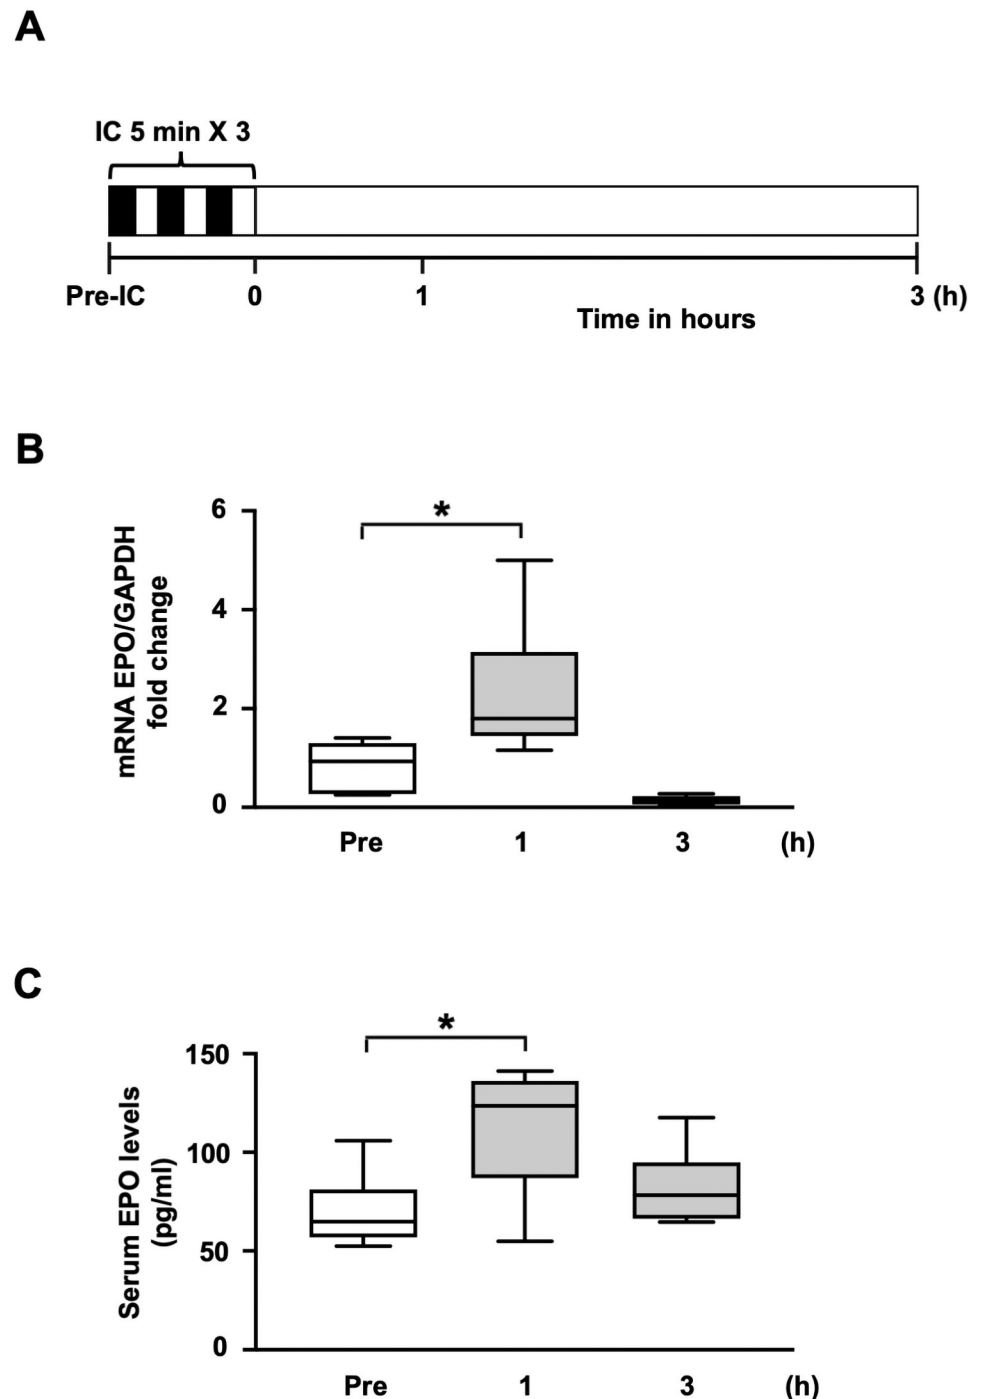 A
IC 5 min X 3
Pre-IC 0 1 3 (h)
Time in hours
B
mRNA EPO/GAPDH
fold change
6
4
2
0
*
Pre 1 3 (h)
C
Serum EPO levels
(pg/ml)
150
100
50
0
*
Pre 1 3 (h)